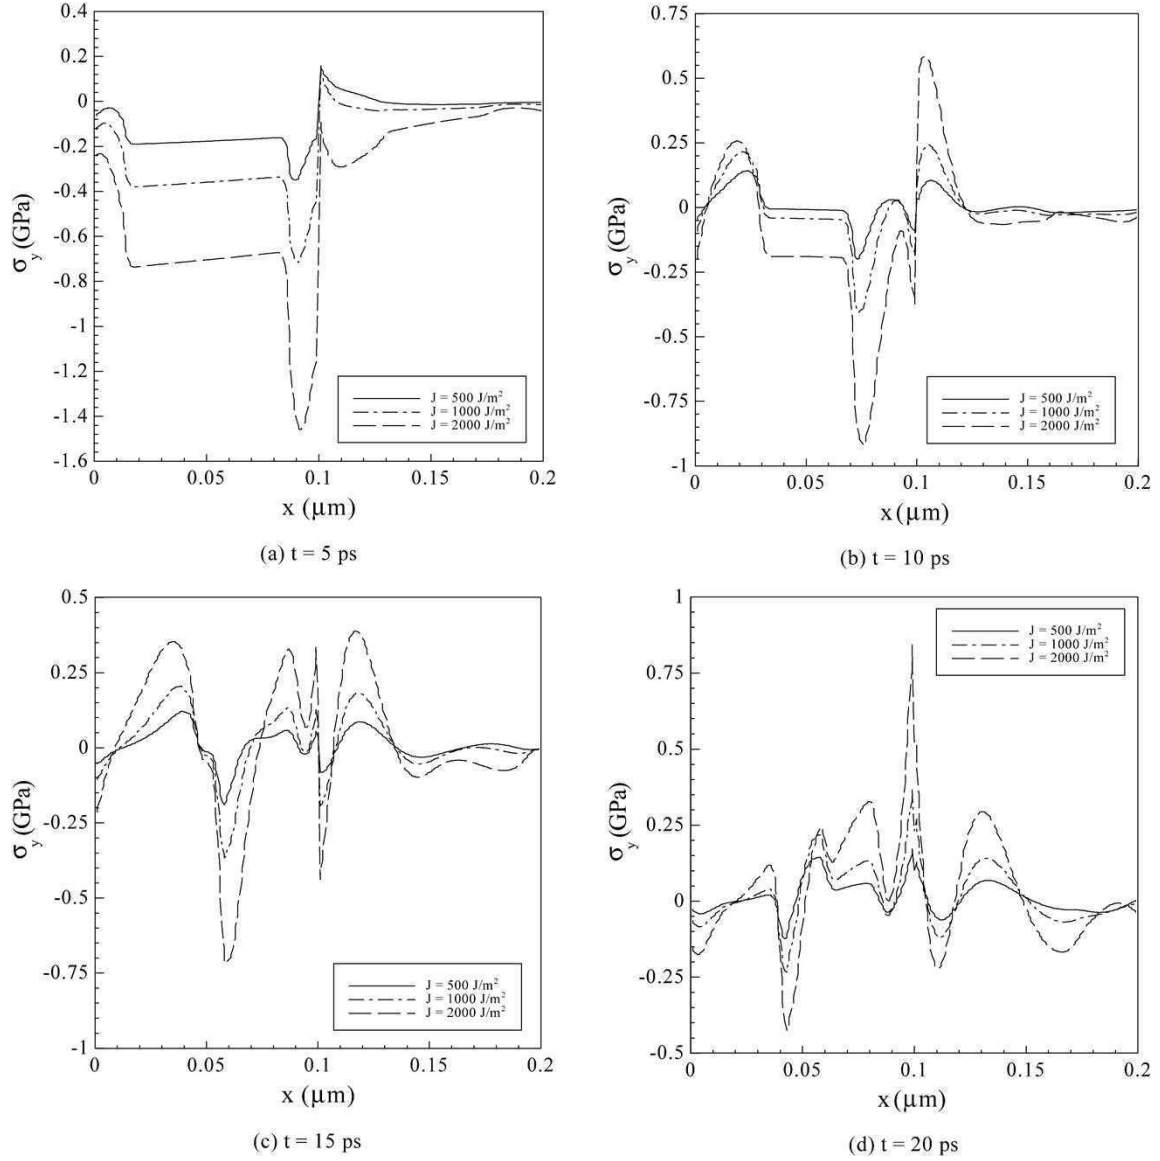 0.4
0.2
0
-0.2
-0.4
-0.6
-0.8
-1
-1.2
-1.4
-1.6
σy (GPa)
J = 500 J/m²
J = 1000 J/m²
J = 2000 J/m²
0 0.05 0.1 0.15 0.2
x (μm)
(a) t = 5 ps
0.75
0.5
0.25
0
-0.25
-0.5
-0.75
-1
σy (GPa)
J = 500 J/m²
J = 1000 J/m²
J = 2000 J/m²
0 0.05 0.1 0.15 0.2
x (μm)
(b) t = 10 ps
0.5
0.25
0
-0.25
-0.5
-0.75
-1
σy (GPa)
J = 500 J/m²
J = 1000 J/m²
J = 2000 J/m²
0 0.05 0.1 0.15 0.2
x (μm)
(c) t = 15 ps
1
0.75
0.5
0.25
0
-0.25
-0.5
σy (GPa)
J = 500 J/m²
J = 1000 J/m²
J = 2000 J/m²
0 0.05 0.1 0.15 0.2
x (μm)
(d) t = 20 ps